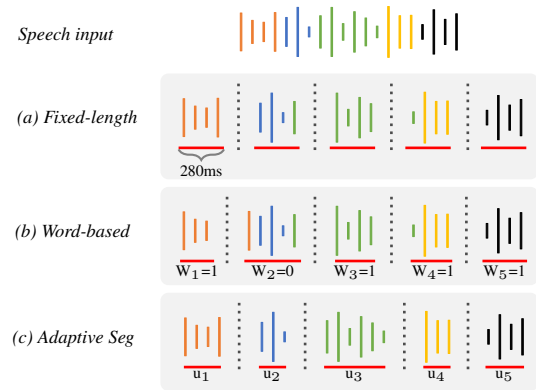 Speech input
(a) Fixed-length
280ms
(b) Word-based
W1=1 W2=0 W3=1 W4=1 W5=1
(c) Adaptive Seg
u1 u2 u3 u4 u5